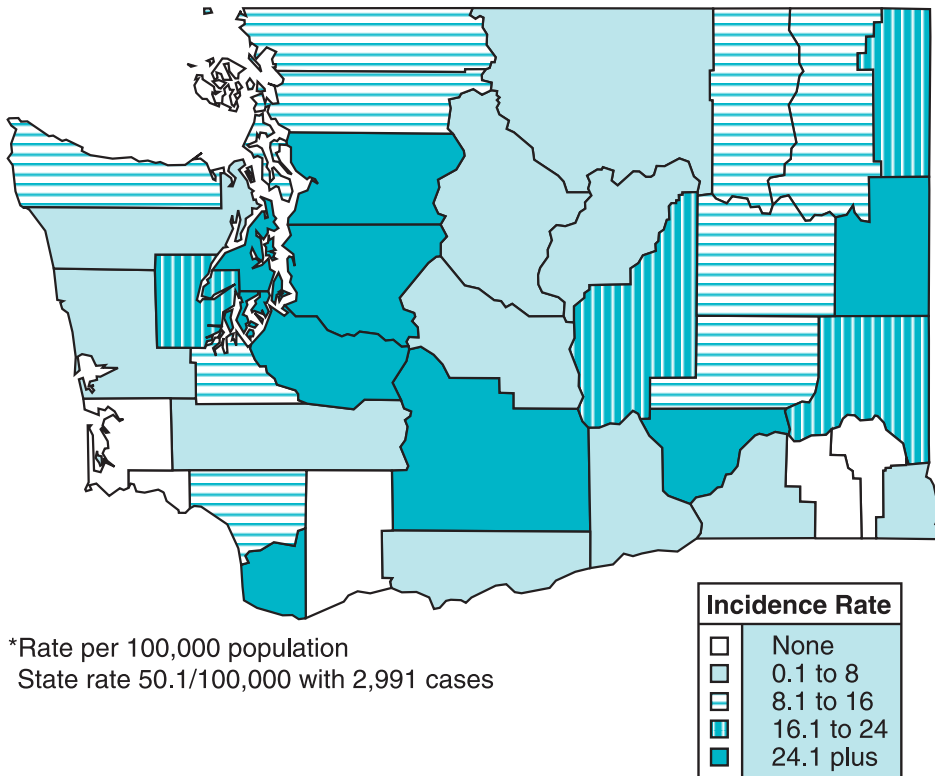 *Rate per 100,000 population
State rate 50.1/100,000 with 2,991 cases
Incidence Rate
None
0.1 to 8
8.1 to 16
16.1 to 24
24.1 plus